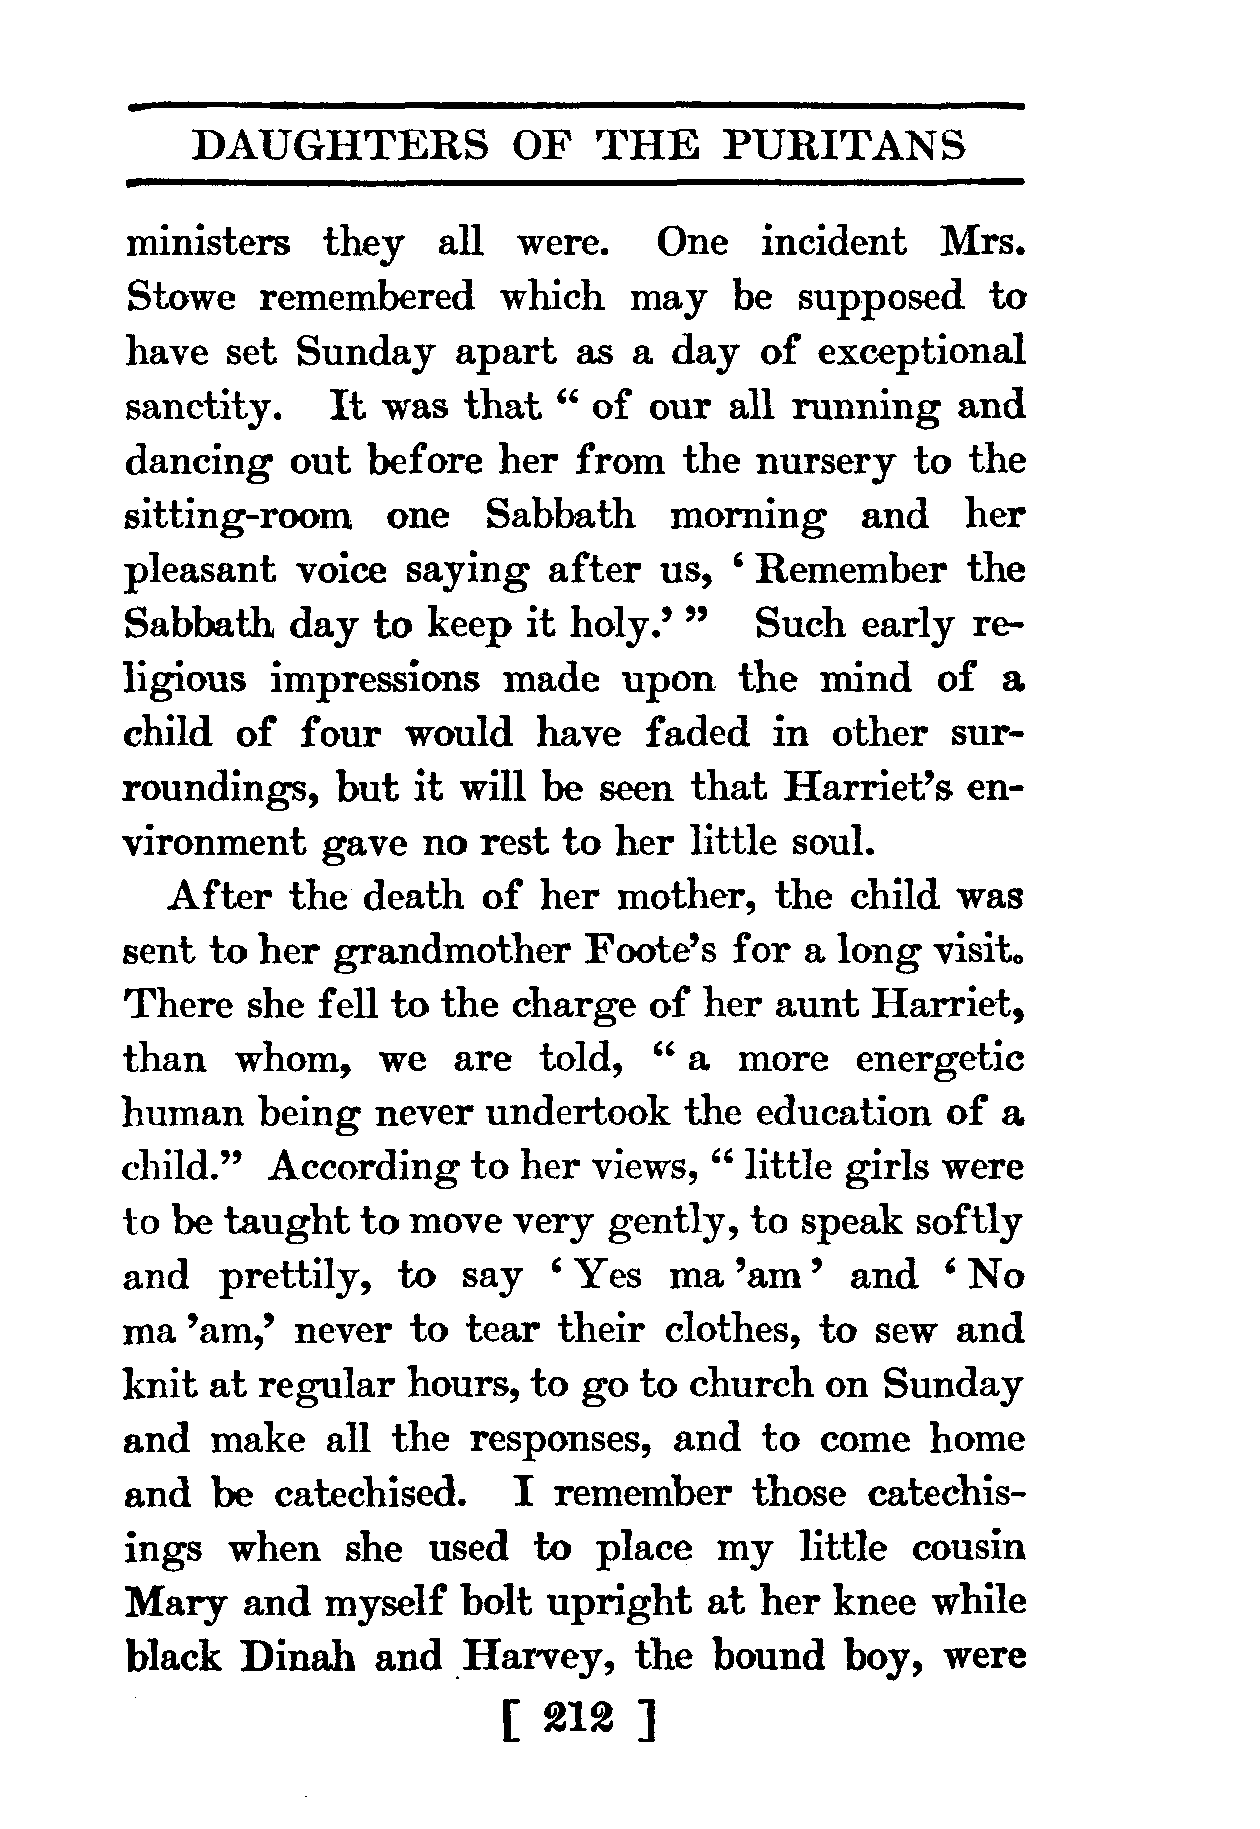 DAUGHTERS OF THE PURITANS
ministers they all were. One incident Mrs.
Stowe remembered which may be supposed to
have set Sunday apart as a day of exceptional
sanctity. It was that “ of our all running and
dancing out before her from the nursery to the
sitting-room one Sabbath morning and her
pleasant voice saying after us, ‘ Remember the
Sabbath day to keep it holy.’ ” Such early re-
ligious impressions made upon the mind of a
child of four would have faded in other sur-
roundings, but it will be seen that Harriet’s en-
vironment gave no rest to her little soul.
After the death of her mother, the child was
sent to her grandmother Foote’s for a long visit.
There she fell to the charge of her aunt Harriet,
than whom, we are told, “ a more energetic
human being never undertook the education of a
child.” According to her views, “ little girls were
to be taught to move very gently, to speak softly
and prettily, to say ‘ Yes ma ’am ’ and ‘ No
ma ’am,’ never to tear their clothes, to sew and
knit at regular hours, to go to church on Sunday
and make all the responses, and to come home
and be catechised. I remember those catechis-
ings when she used to place my little cousin
Mary and myself bolt upright at her knee while
black Dinah and Harvey, the bound boy, were
[ 212 ]